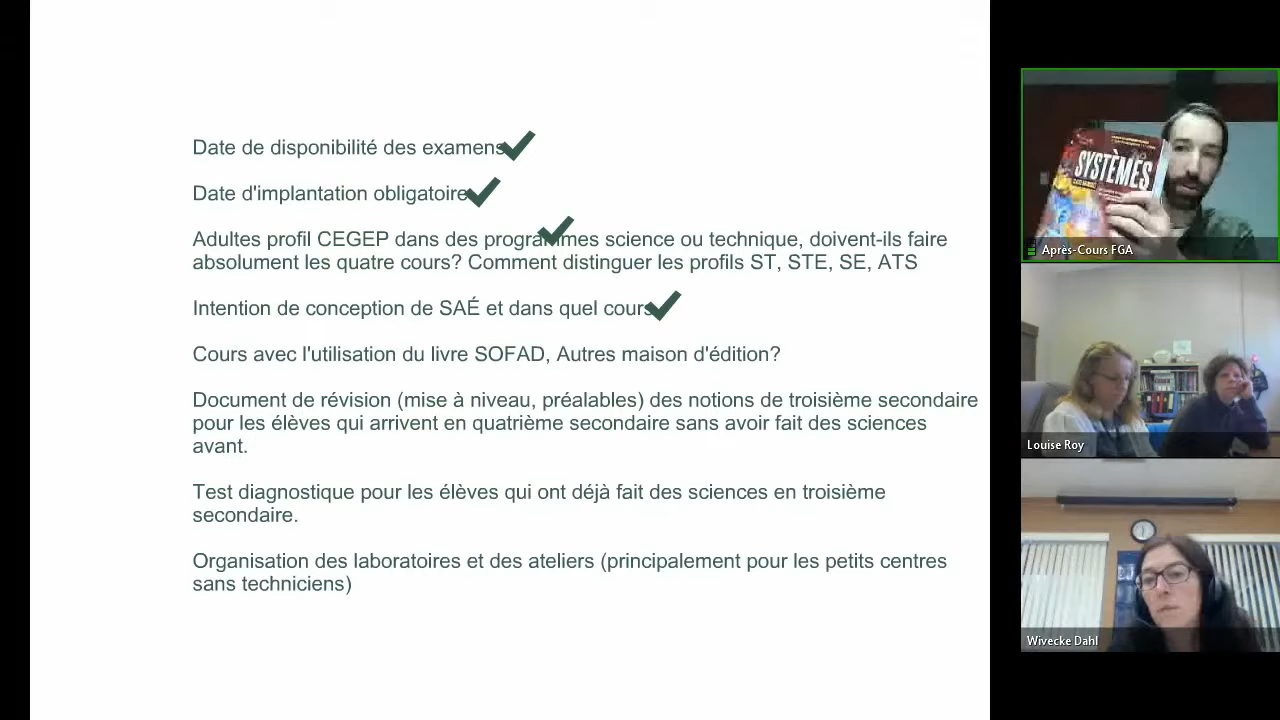 Date de disponibilité des examens
Date d'implantation obligatoire
Adultes profil CEGEP dans des programmes science ou technique, doivent-ils faire
absolument les quatre cours? Comment distinguer les profils ST, STE, SE, ATS
Intention de conception de SAÉ et dans quel cours
Cours avec l'utilisation du livre SOFAD, Autres maison d'édition?
Document de révision (mise à niveau, préalables) des notions de troisième secondaire
pour les élèves qui arrivent en quatrième secondaire sans avoir fait des sciences
avant.
Test diagnostique pour les élèves qui ont déjà fait des sciences en troisième
secondaire.
Organisation des laboratoires et des ateliers (principalement pour les petits centres
sans techniciens)
SYSTÈMES
Après-Cours FGA
Louise Roy
Wivecke Dahl